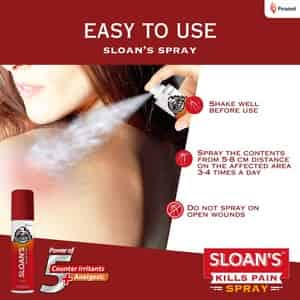 Piramal
EASY TO USE
SLOAN'S SPRAY
SHAKE WELL
BEFORE USE
SPRAY THE CONTENTS
FROM 5-8 CM DISTANCE
ON THE AFFECTED AREA
3-4 TIMES A DAY
DO NOT SPRAY ON
OPEN WOUNDS
SLOAN'S
Power of
5
Counter Irritants
Analgesic
SLOAN'S
KILLS PAIN
SPRAY